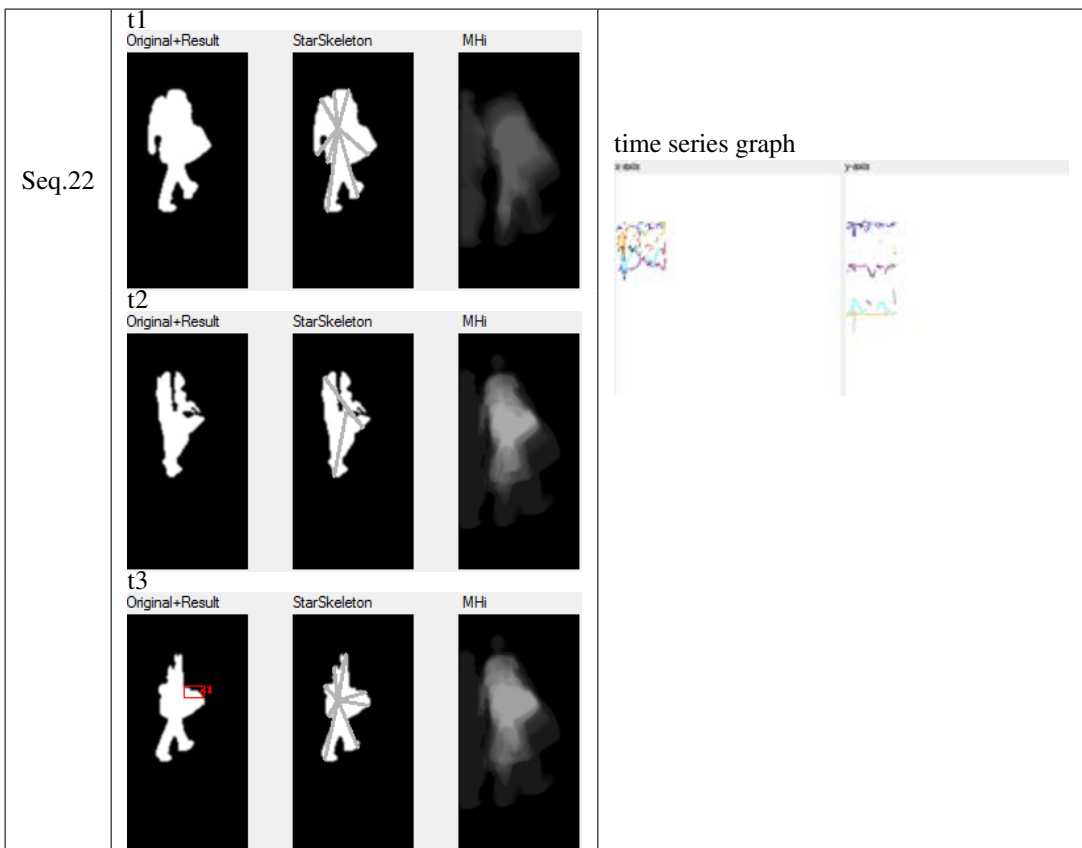 Seq.22
t1
Original+Result StarSkeleton MHi
t2
Original+Result StarSkeleton MHi
t3
Original+Result StarSkeleton MHi
time series graph
x-axis y-axis